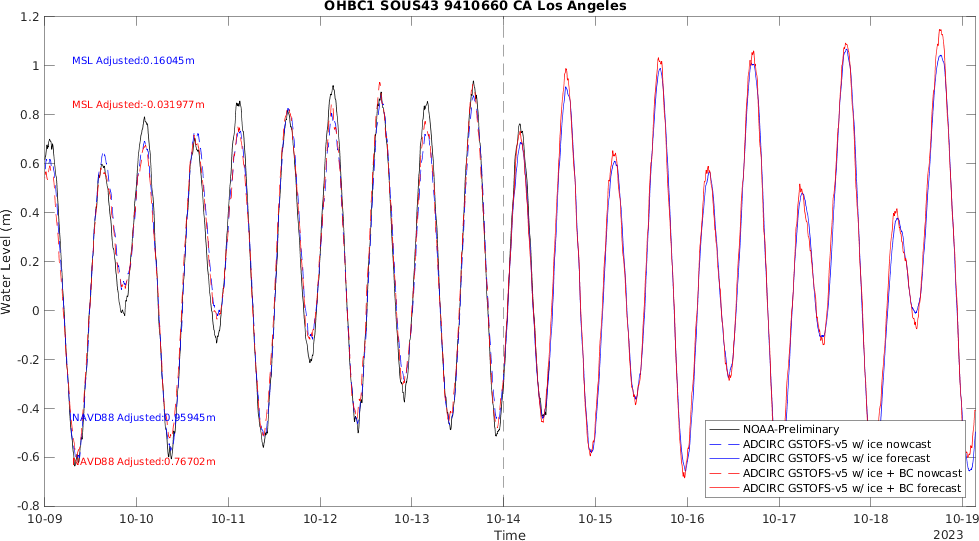 OHBC1 SOUS43 9410660 CA Los Angeles
1.2
1
0.8
0.6
0.4
0.2
0
-0.2
-0.4
-0.6
-0.8
Water Level (m)
MSL Adjusted:0.16045m
MSL Adjusted:-0.031977m
NAVD88 Adjusted:0.95945m
NAVD88 Adjusted:0.76702m
NOAA-Preliminary
ADCIRC GSTOFS-v5 w/ ice nowcast
ADCIRC GSTOFS-v5 w/ ice forecast
ADCIRC GSTOFS-v5 w/ ice + BC nowcast
ADCIRC GSTOFS-v5 w/ ice + BC forecast
10-09 10-10 10-11 10-12 10-13 10-14 10-15 10-16 10-17 10-18 10-19
Time
2023